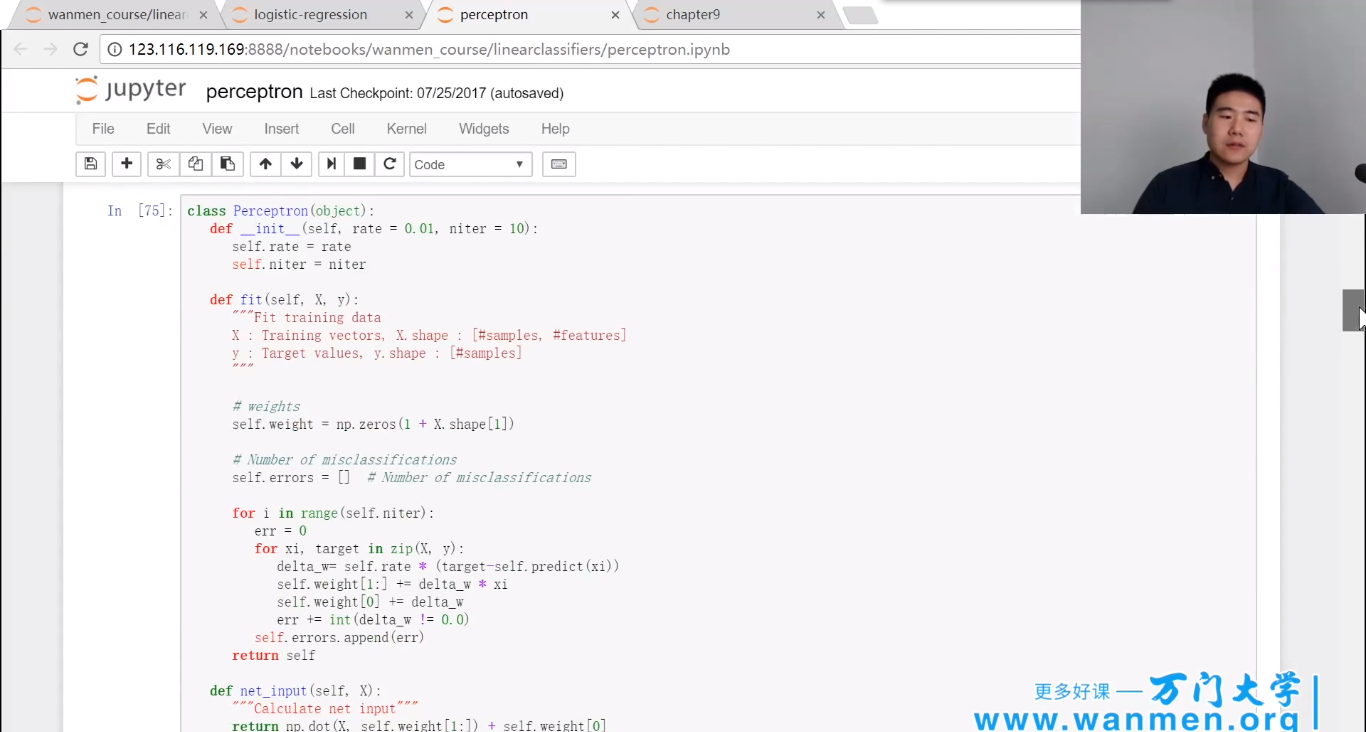 wanmen_course/linear
logistic-regression
perceptron
chapter9
123.116.119.169:8888/notebooks/wanmen_course/linearclassifiers/perceptron.ipynb
jupyter perceptron Last Checkpoint: 07/25/2017 (autosaved)
File Edit View Insert Cell Kernel Widgets Help
Code
In [75]: class Perceptron(object):
def __init__(self, rate = 0.01, niter = 10):
self.rate = rate
self.niter = niter
def fit(self, X, y):
"""Fit training data
X : Training vectors, X.shape : [#samples, #features]
y : Target values, y.shape : [#samples]
"""
# weights
self.weight = np.zeros(1 + X.shape[1])
# Number of misclassifications
self.errors = [] # Number of misclassifications
for i in range(self.niter):
err = 0
for xi, target in zip(X, y):
delta_w= self.rate * (target-self.predict(xi))
self.weight[1:] += delta_w * xi
self.weight[0] += delta_w
err += int(delta_w != 0.0)
self.errors.append(err)
return self
def net_input(self, X):
"""Calculate net input"""
return np.dot(X, self.weight[1:]) + self.weight[0]
更多好课 — 万门大学
www.wanmen.org